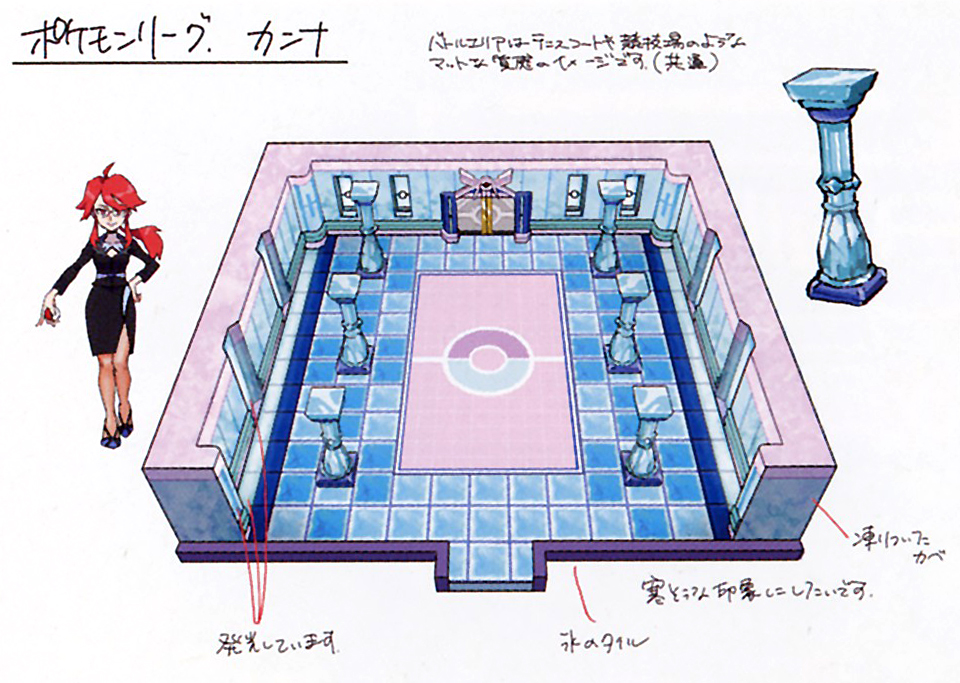 ポケモンリーグ. カンナ
バトルエリアはテニスコートや競技場のような
マットな質感のイメージです.(共通)
凍りついた
カベ
寒そうな印象にしたいです.
発光しています.
氷のタイル